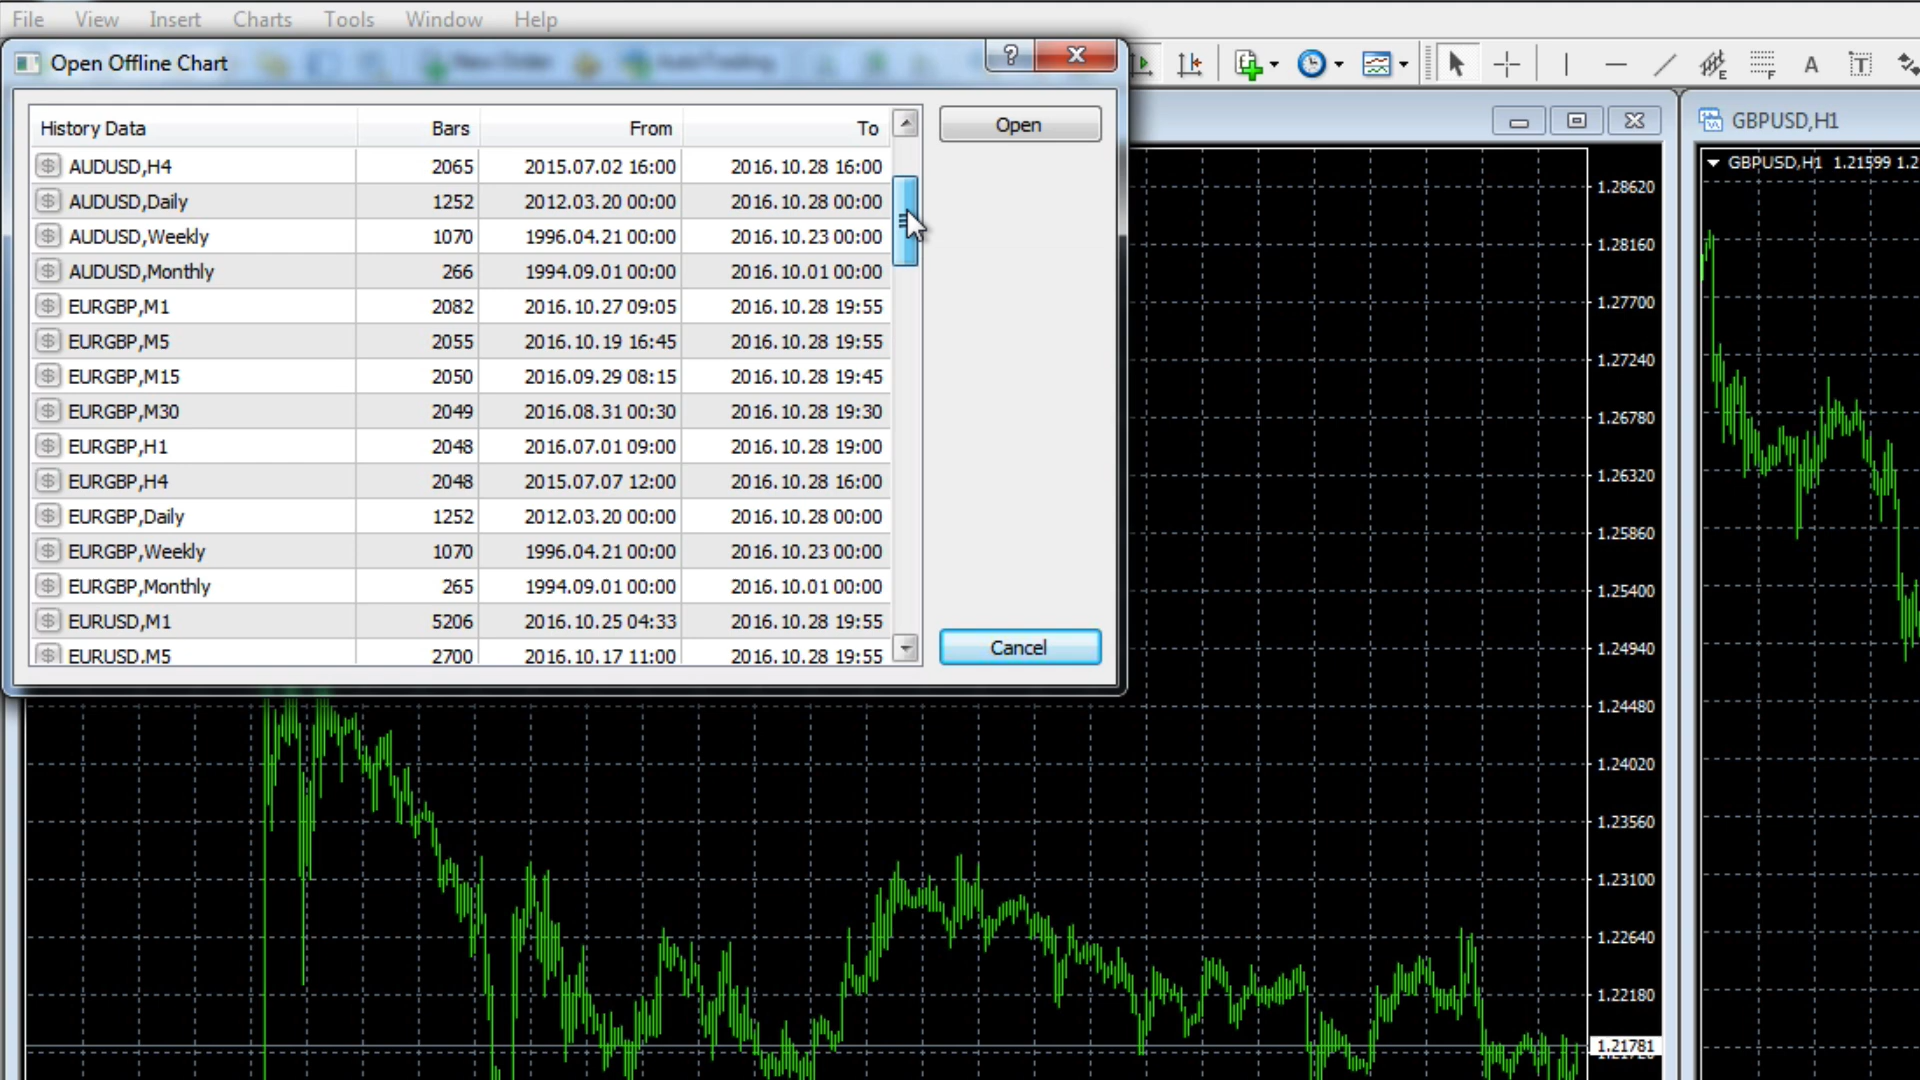 File View Insert Charts Tools Window Help
Open Offline Chart
History Data Bars From To
Open
AUDUSD,H4 2065 2015.07.02 16:00 2016.10.28 16:00
AUDUSD,Daily 1252 2012.03.20 00:00 2016.10.28 00:00
AUDUSD,Weekly 1070 1996.04.21 00:00 2016.10.23 00:00
AUDUSD,Monthly 266 1994.09.01 00:00 2016.10.01 00:00
EURGBP,M1 2082 2016.10.27 09:05 2016.10.28 19:55
EURGBP,M5 2055 2016.10.19 16:45 2016.10.28 19:55
EURGBP,M15 2050 2016.09.29 08:15 2016.10.28 19:45
EURGBP,M30 2049 2016.08.31 00:30 2016.10.28 19:30
EURGBP,H1 2048 2016.07.01 09:00 2016.10.28 19:00
EURGBP,H4 2048 2015.07.07 12:00 2016.10.28 16:00
EURGBP,Daily 1252 2012.03.20 00:00 2016.10.28 00:00
EURGBP,Weekly 1070 1996.04.21 00:00 2016.10.23 00:00
EURGBP,Monthly 265 1994.09.01 00:00 2016.10.01 00:00
EURUSD,M1 5206 2016.10.25 04:33 2016.10.28 19:55
EURUSD,M5 2700 2016.10.17 11:00 2016.10.28 19:55
Cancel
1.28620
1.28160
1.27700
1.27240
1.26780
1.26320
1.25860
1.25400
1.24940
1.24480
1.24020
1.23560
1.23100
1.22640
1.22180
1.21781
GBPUSD,H1
GBPUSD,H1 1.21599 1.2